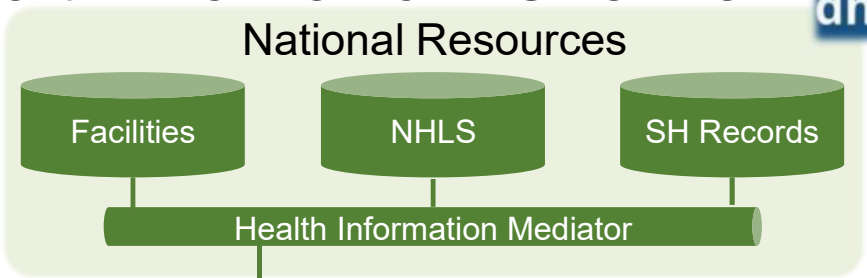 National Resources
Facilities
NHLS
SH Records
Health Information Mediator